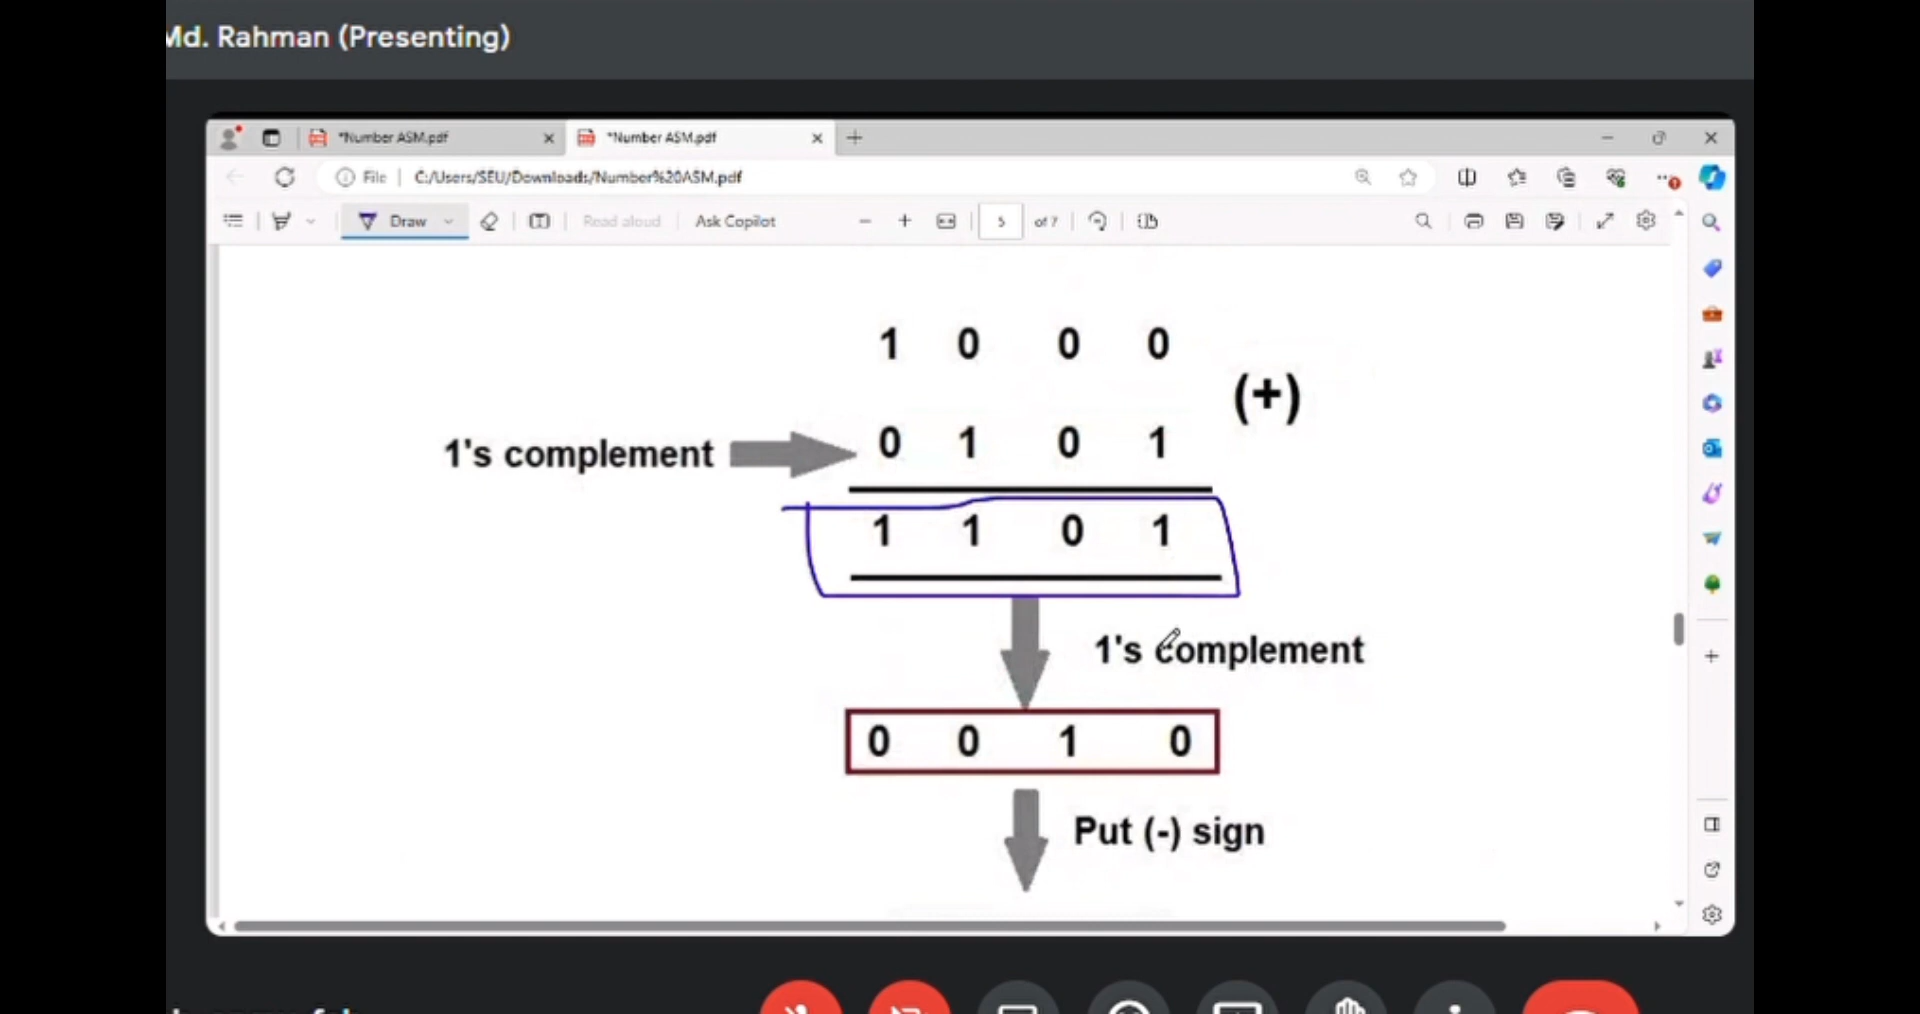 Md. Rahman (Presenting)
*Number ASM.pdf
*Number ASM.pdf
File | C:/Users/SEU/Downloads/Number%20ASM.pdf
Draw
Read aloud
Ask Copilot
5 of 7
1 0 0 0
(+)
1's complement
0 1 0 1
1 1 0 1
1's complement
0 0 1 0
Put (-) sign